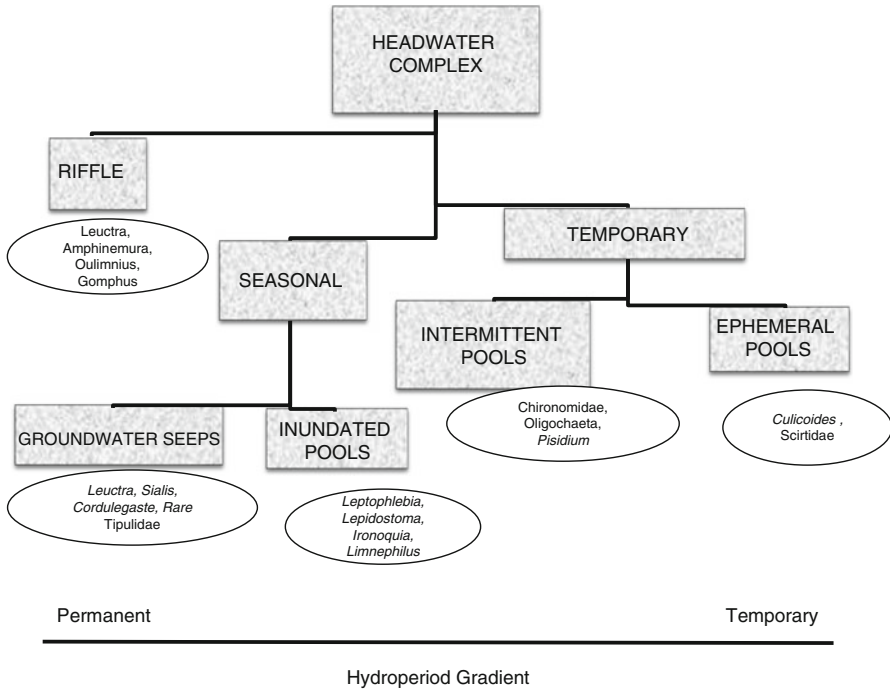 HEADWATER
COMPLEX
RIFFLE
Leuctra,
Amphinemura,
Oulimnius,
Gomphus
SEASONAL
TEMPORARY
INTERMITTENT
POOLS
EPHEMERAL
POOLS
Chironomidae,
Oligochaeta,
Pisidium
Culicoides ,
Scirtidae
GROUNDWATER SEEPS
INUNDATED
POOLS
Leuctra, Sialis,
Cordulegaste, Rare
Tipulidae
Leptophlebia,
Lepidostoma,
Ironoquia,
Limnephilus
Permanent
Temporary
Hydroperiod Gradient